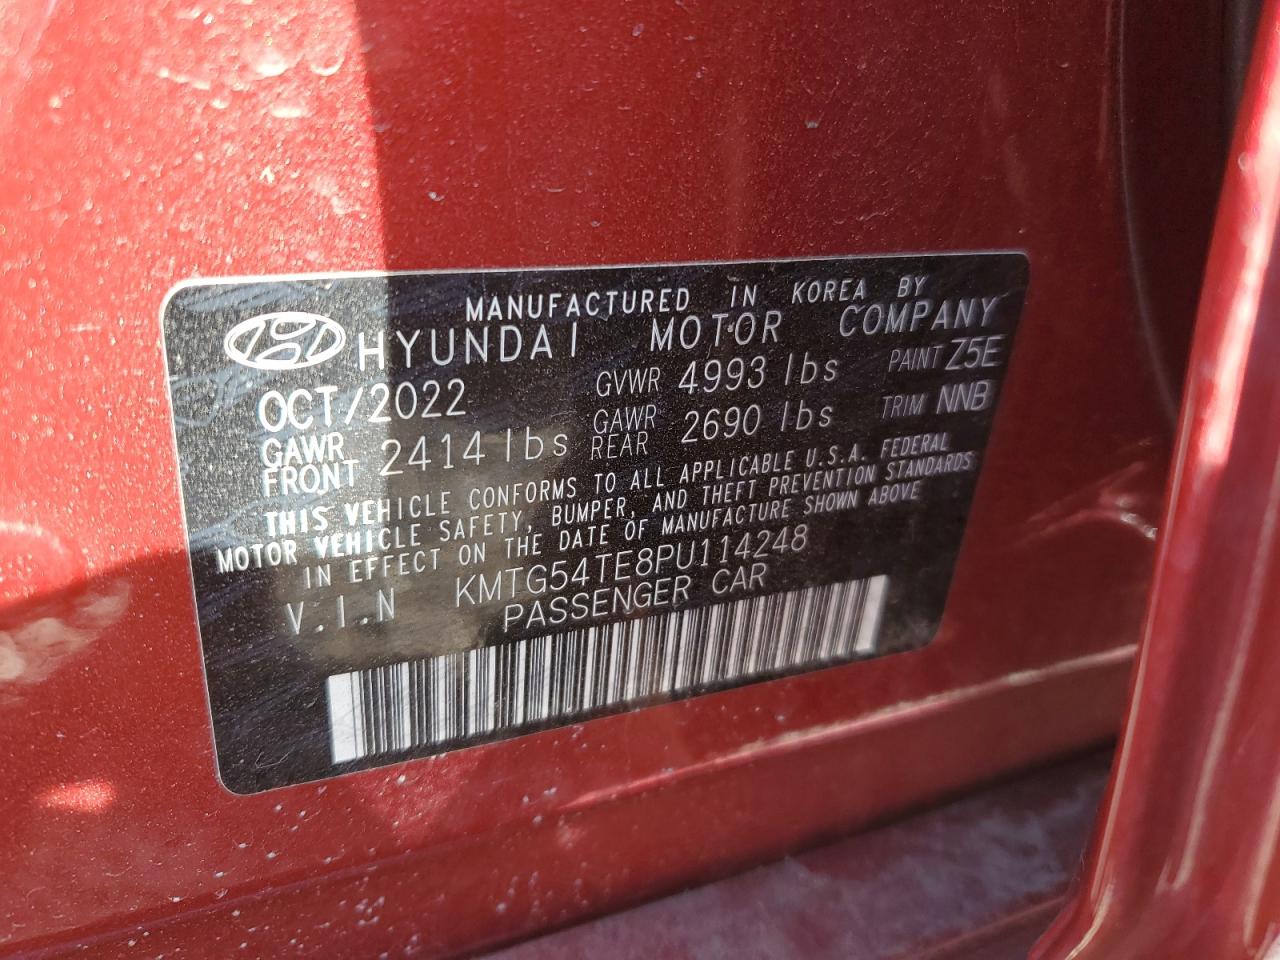 MANUFACTURED IN KOREA BY
HYUNDAI MOTOR COMPANY
OCT/2022 GVWR 4993 lbs PAINT Z5E
GAWR FRONT 2414 lbs GAWR REAR 2690 lbs TRIM NNB
THIS VEHICLE CONFORMS TO ALL APPLICABLE U.S.A. FEDERAL
MOTOR VEHICLE SAFETY, BUMPER, AND THEFT PREVENTION STANDARDS
IN EFFECT ON THE DATE OF MANUFACTURE SHOWN ABOVE
V.I.N KMTG54TE8PU114248
PASSENGER CAR